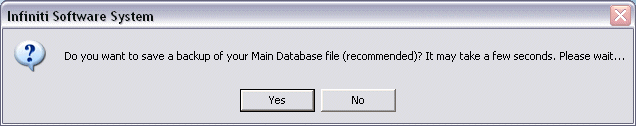 Infiniti Software System
Do you want to save a backup of your Main Database file (recommended)? It may take a few seconds. Please wait...
Yes No